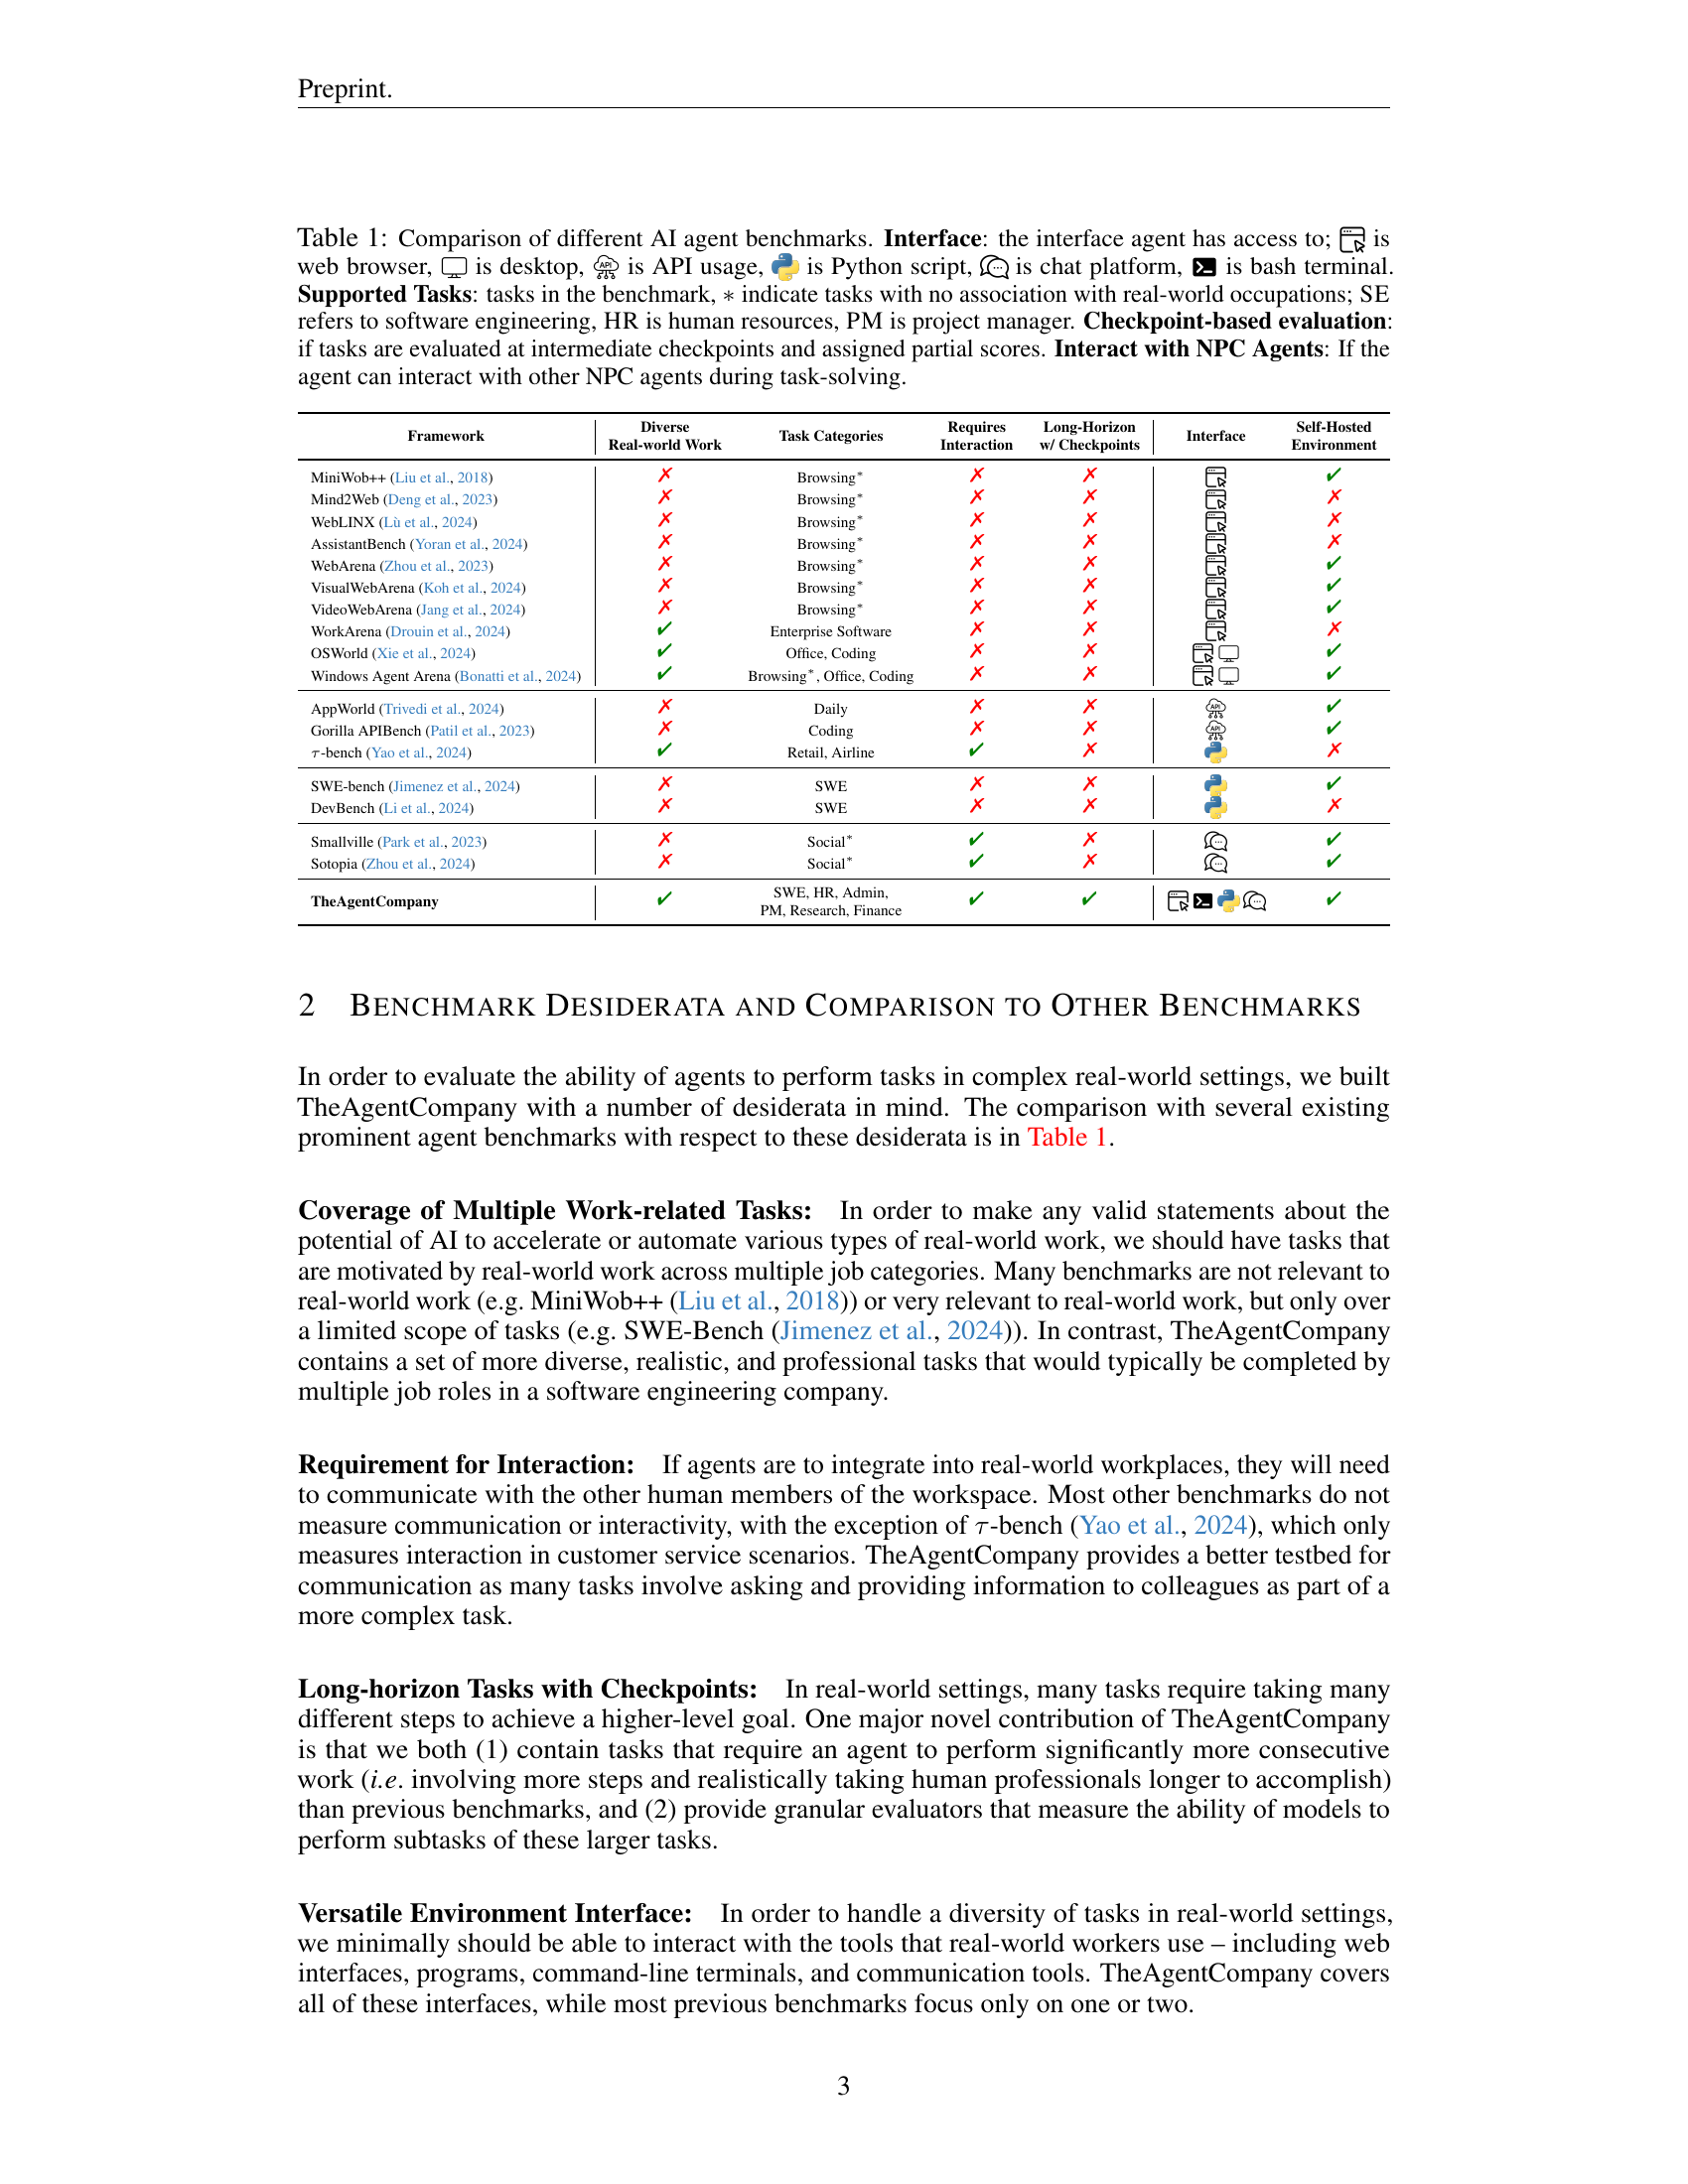 Preprint.
Table 1: Comparison of different AI agent benchmarks. Interface: the interface agent has access to; is
web browser, is desktop, is API usage, is Python script, is chat platform, is bash terminal.
Supported Tasks: tasks in the benchmark, * indicate tasks with no association with real-world occupations; SE
refers to software engineering, HR is human resources, PM is project manager. Checkpoint-based evaluation:
if tasks are evaluated at intermediate checkpoints and assigned partial scores. Interact with NPC Agents: If the
agent can interact with other NPC agents during task-solving.
Framework Diverse Real-world Work Task Categories Requires Interaction Long-Horizon w/ Checkpoints Interface Self-Hosted Environment
MiniWob++ (Liu et al., 2018) ✗ Browsing* ✗ ✗ ✔
Mind2Web (Deng et al., 2023) ✗ Browsing* ✗ ✗ ✗
WebLINX (Lù et al., 2024) ✗ Browsing* ✗ ✗ ✗
AssistantBench (Yoran et al., 2024) ✗ Browsing* ✗ ✗ ✗
WebArena (Zhou et al., 2023) ✗ Browsing* ✗ ✗ ✔
VisualWebArena (Koh et al., 2024) ✗ Browsing* ✗ ✗ ✔
VideoWebArena (Jang et al., 2024) ✗ Browsing* ✗ ✗ ✔
WorkArena (Drouin et al., 2024) ✔ Enterprise Software ✗ ✗ ✗
OSWorld (Xie et al., 2024) ✔ Office, Coding ✗ ✗ ✔
Windows Agent Arena (Bonatti et al., 2024) ✔ Browsing*, Office, Coding ✗ ✗ ✔
AppWorld (Trivedi et al., 2024) ✗ Daily ✗ ✗ API ✔
Gorilla APIBench (Patil et al., 2023) ✗ Coding ✗ ✗ API ✔
τ-bench (Yao et al., 2024) ✔ Retail, Airline ✔ ✗ ✗
SWE-bench (Jimenez et al., 2024) ✗ SWE ✗ ✗ ✔
DevBench (Li et al., 2024) ✗ SWE ✗ ✗ ✗
Smallville (Park et al., 2023) ✗ Social* ✔ ✗ ✔
Sotopia (Zhou et al., 2024) ✗ Social* ✔ ✗ ✔
TheAgentCompany ✔ SWE, HR, Admin, PM, Research, Finance ✔ ✔ ✔
2 BENCHMARK DESIDERATA AND COMPARISON TO OTHER BENCHMARKS
In order to evaluate the ability of agents to perform tasks in complex real-world settings, we built
TheAgentCompany with a number of desiderata in mind. The comparison with several existing
prominent agent benchmarks with respect to these desiderata is in Table 1.
Coverage of Multiple Work-related Tasks: In order to make any valid statements about the
potential of AI to accelerate or automate various types of real-world work, we should have tasks that
are motivated by real-world work across multiple job categories. Many benchmarks are not relevant to
real-world work (e.g. MiniWob++ (Liu et al., 2018)) or very relevant to real-world work, but only over
a limited scope of tasks (e.g. SWE-Bench (Jimenez et al., 2024)). In contrast, TheAgentCompany
contains a set of more diverse, realistic, and professional tasks that would typically be completed by
multiple job roles in a software engineering company.
Requirement for Interaction: If agents are to integrate into real-world workplaces, they will need
to communicate with the other human members of the workspace. Most other benchmarks do not
measure communication or interactivity, with the exception of τ-bench (Yao et al., 2024), which only
measures interaction in customer service scenarios. TheAgentCompany provides a better testbed for
communication as many tasks involve asking and providing information to colleagues as part of a
more complex task.
Long-horizon Tasks with Checkpoints: In real-world settings, many tasks require taking many
different steps to achieve a higher-level goal. One major novel contribution of TheAgentCompany
is that we both (1) contain tasks that require an agent to perform significantly more consecutive
work (i.e. involving more steps and realistically taking human professionals longer to accomplish)
than previous benchmarks, and (2) provide granular evaluators that measure the ability of models to
perform subtasks of these larger tasks.
Versatile Environment Interface: In order to handle a diversity of tasks in real-world settings,
we minimally should be able to interact with the tools that real-world workers use – including web
interfaces, programs, command-line terminals, and communication tools. TheAgentCompany covers
all of these interfaces, while most previous benchmarks focus only on one or two.
3